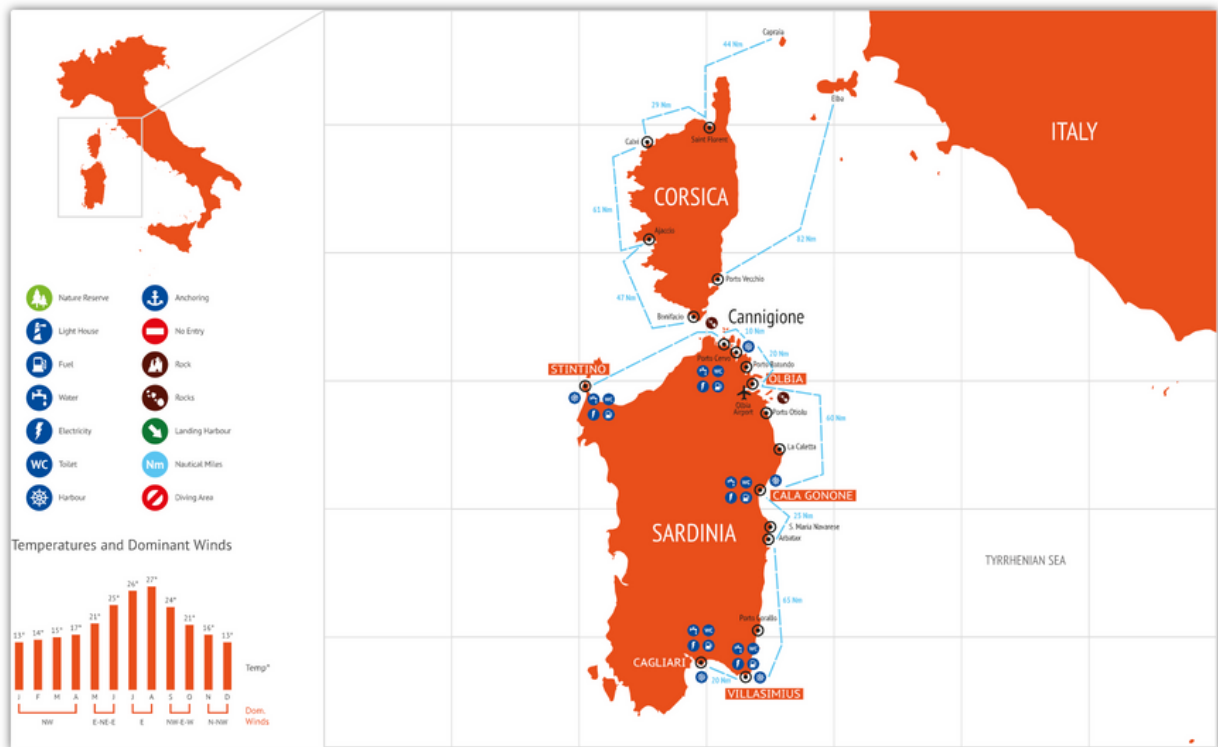 Nature Reserve
Anchoring
Light House
No Entry
Fuel
Rock
Water
Rocks
Electricity
Landing Harbour
WC
Toilet
Nm
Nautical Miles
Harbour
Diving Area
Temperatures and Dominant Winds
13° 14° 15° 17° 21° 25° 26° 27° 24° 21° 16° 13°
Temp°
J F M A M J J A S O N D
NW E-NE-E E NW-E-W N-NW
Dom.
Winds
Capraia
44 Nm
Elba
29 Nm
Calvi
Saint Florent
ITALY
CORSICA
Ajaccio
82 Nm
Porto Vecchio
47 Nm
Bonifacio
Cannigione
10 Nm
Porto Cervo
20 Nm
Porto Rotondo
STINTINO
OLBIA
WC
WC
Olbia
Airport
Porto Ottiolu
60 Nm
La Caletta
WC
CALA GONONE
25 Nm
S. Maria Navarese
Arbatax
SARDINIA
TYRRHENIAN SEA
65 Nm
Porto Corallo
WC
WC
CAGLIARI
20 Nm
VILLASIMIUS